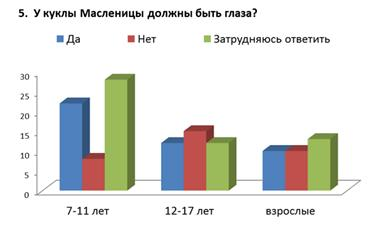 5. У куклы Масленицы должны быть глаза?
Да Нет Затрудняюсь ответить
30
25
20
15
10
5
0
7-11 лет 12-17 лет взрослые